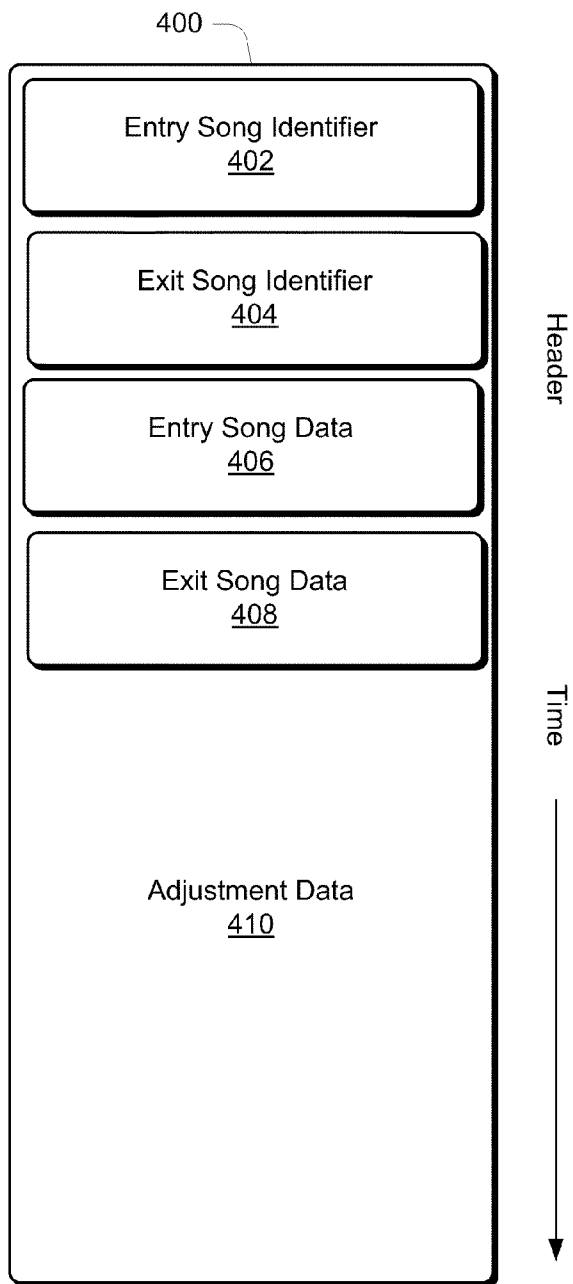 400
Entry Song Identifier
402
Exit Song Identifier
404
Header
Entry Song Data
406
Exit Song Data
408
Time
Adjustment Data
410